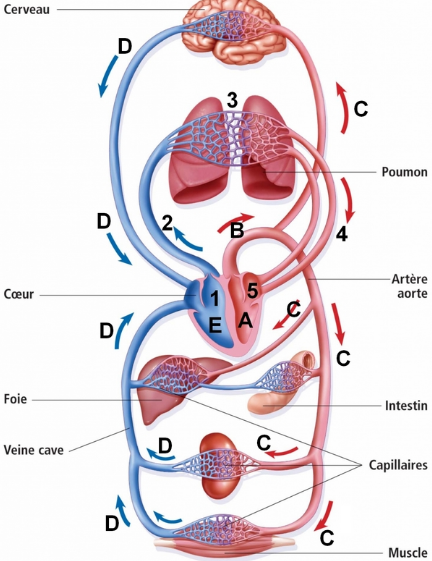 Cerveau
D
C
3
Poumon
D
2
B
4
Artère
aorte
Cœur
1
5
E
A
C
D
C
Foie
Intestin
Veine cave
D
C
Capillaires
D
C
Muscle